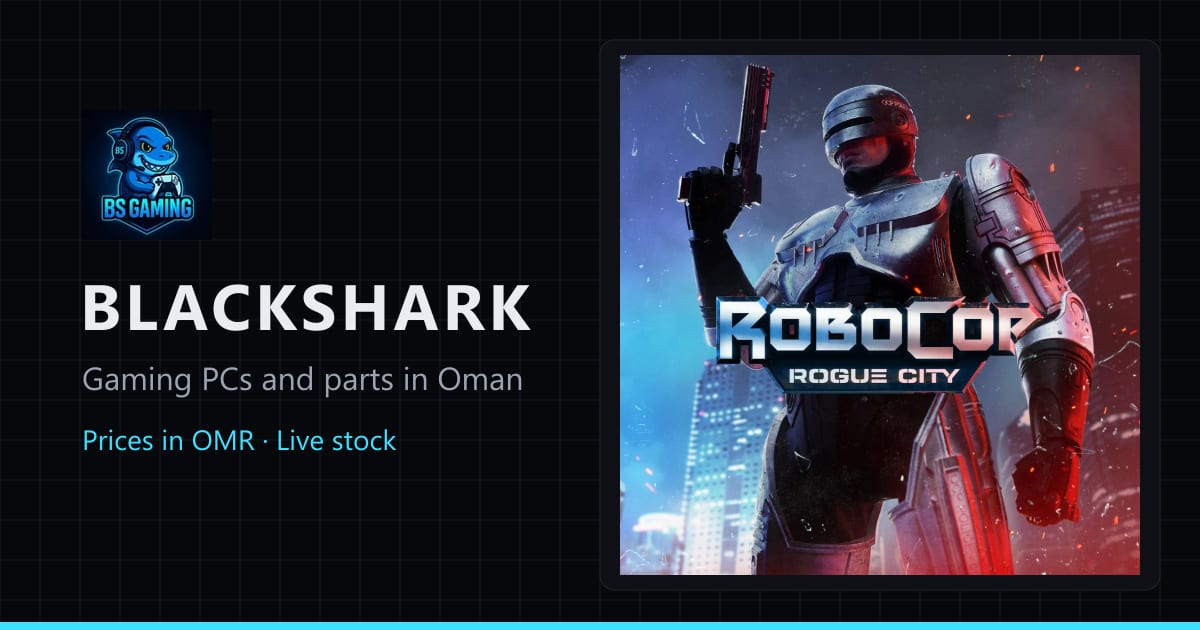 BS
BS GAMING
BLACKSHARK
Gaming PCs and parts in Oman
Prices in OMR · Live stock
ROBOCOP
ROGUE CITY